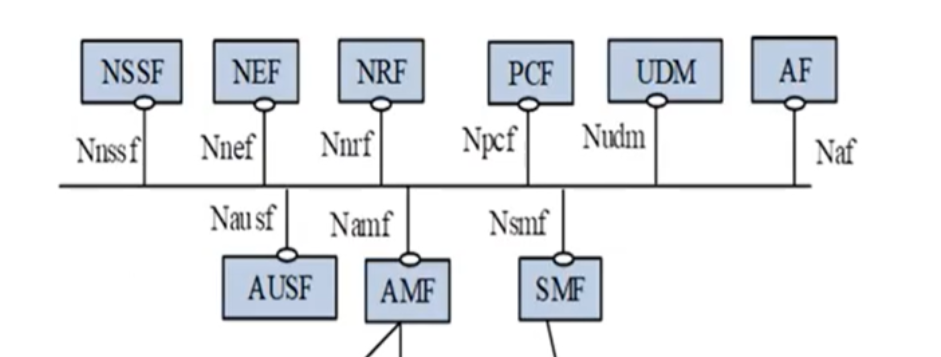 NSSF NEF NRF PCF UDM AF
Nnssf Nnef Nnrf Npcf Nudm Naf
Nausf Namf Nsmf
AUSF AMF SMF